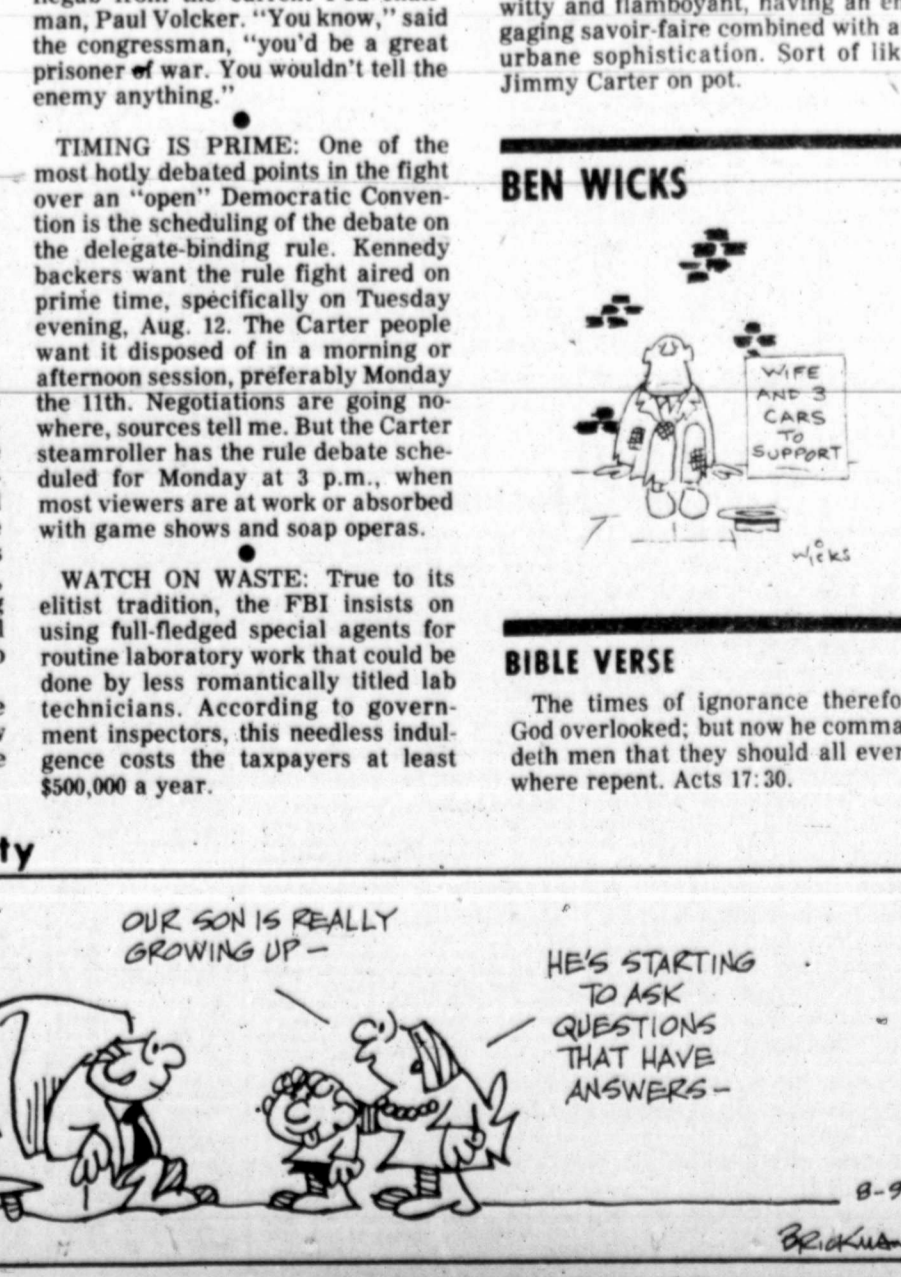 man, Paul Volcker. "You know," said
the congressman, "you'd be a great
prisoner of war. You wouldn't tell the
enemy anything."
TIMING IS PRIME: One of the
most hotly debated points in the fight
over an "open" Democratic Conven-
tion is the scheduling of the debate on
the delegate-binding rule. Kennedy
backers want the rule fight aired on
prime time, specifically on Tuesday
evening, Aug. 12. The Carter people
want it disposed of in a morning or
afternoon session, preferably Monday
the 11th. Negotiations are going no-
where, sources tell me. But the Carter
steamroller has the rule debate sche-
duled for Monday at 3 p.m., when
most viewers are at work or absorbed
with game shows and soap operas.
WATCH ON WASTE: True to its
elitist tradition, the FBI insists on
using full-fledged special agents for
routine laboratory work that could be
done by less romantically titled lab
technicians. According to govern-
ment inspectors, this needless indul-
gence costs the taxpayers at least
$500,000 a year.
witty and flamboyant, having an en
gaging savoir-faire combined with a
urbane sophistication. Sort of lik
Jimmy Carter on pot.
BEN WICKS
WIFE
AND 3
CARS
TO
SUPPORT
Wicks
BIBLE VERSE
The times of ignorance therefo
God overlooked; but now he comma
deth men that they should all ever
where repent. Acts 17:30.
ty
OUR SON IS REALLY
GROWING UP –
HE'S STARTING
TO ASK
QUESTIONS
THAT HAVE
ANSWERS –
8-9
BRICKMA